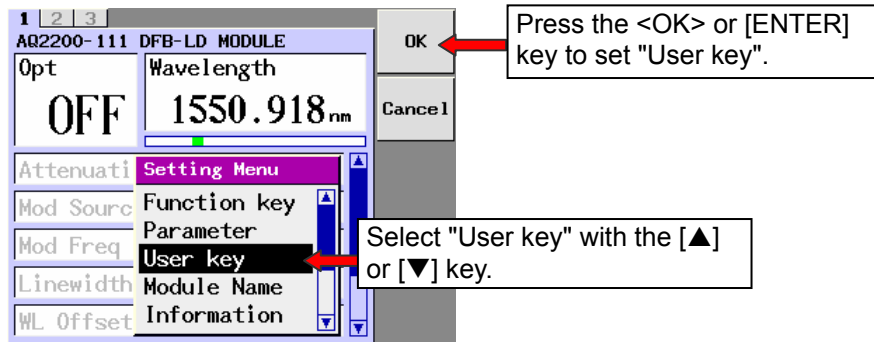 1 2 3
AQ2200-111 DFB-LD MODULE
Opt
OFF
Wavelength
1550.918nm
OK
Cancel
Press the <OK> or [ENTER]
key to set "User key".
Attenuati
Mod Sourc
Mod Freq
Linewidth
WL Offset
Setting Menu
Function key
Parameter
User key
Module Name
Information
Select "User key" with the [▲]
or [▼] key.